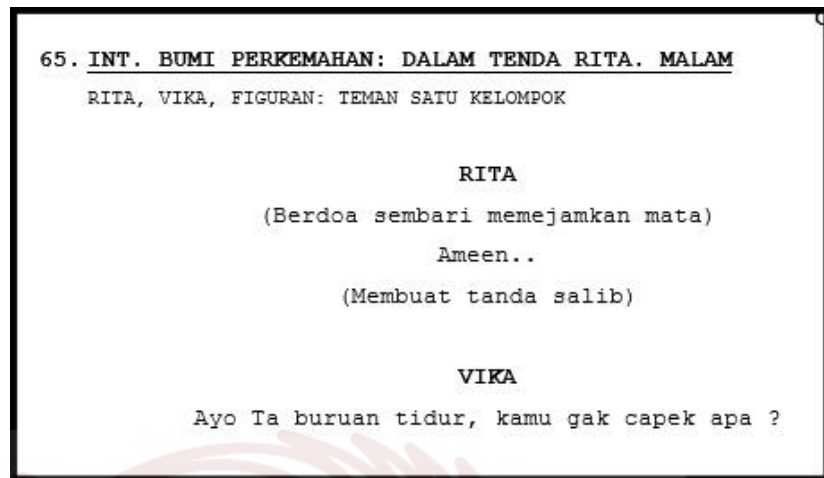 65. INT. BUMI PERKEMAHAN: DALAM TENDA RITA. MALAM
RITA, VIKA, FIGURAN: TEMAN SATU KELOMPOK
RITA
(Berdoa sembari memejamkan mata)
Ameen..
(Membuat tanda salib)
VIKA
Ayo Ta buruan tidur, kamu gak capek apa ?